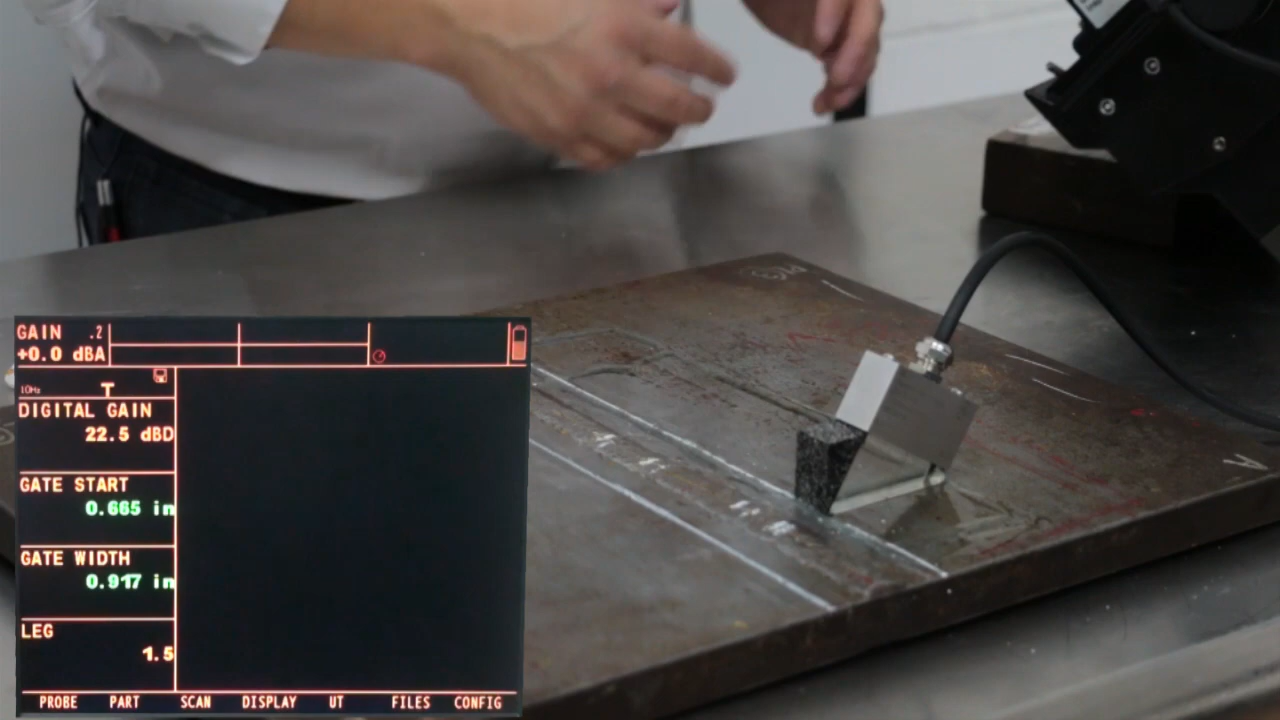 GAIN .2
+0.0 dBA
10Hz
T
DIGITAL GAIN
22.5 dBD
GATE START
0.665 in
GATE WIDTH
0.917 in
LEG
1.5
PROBE PART SCAN DISPLAY UT FILES CONFIG
A